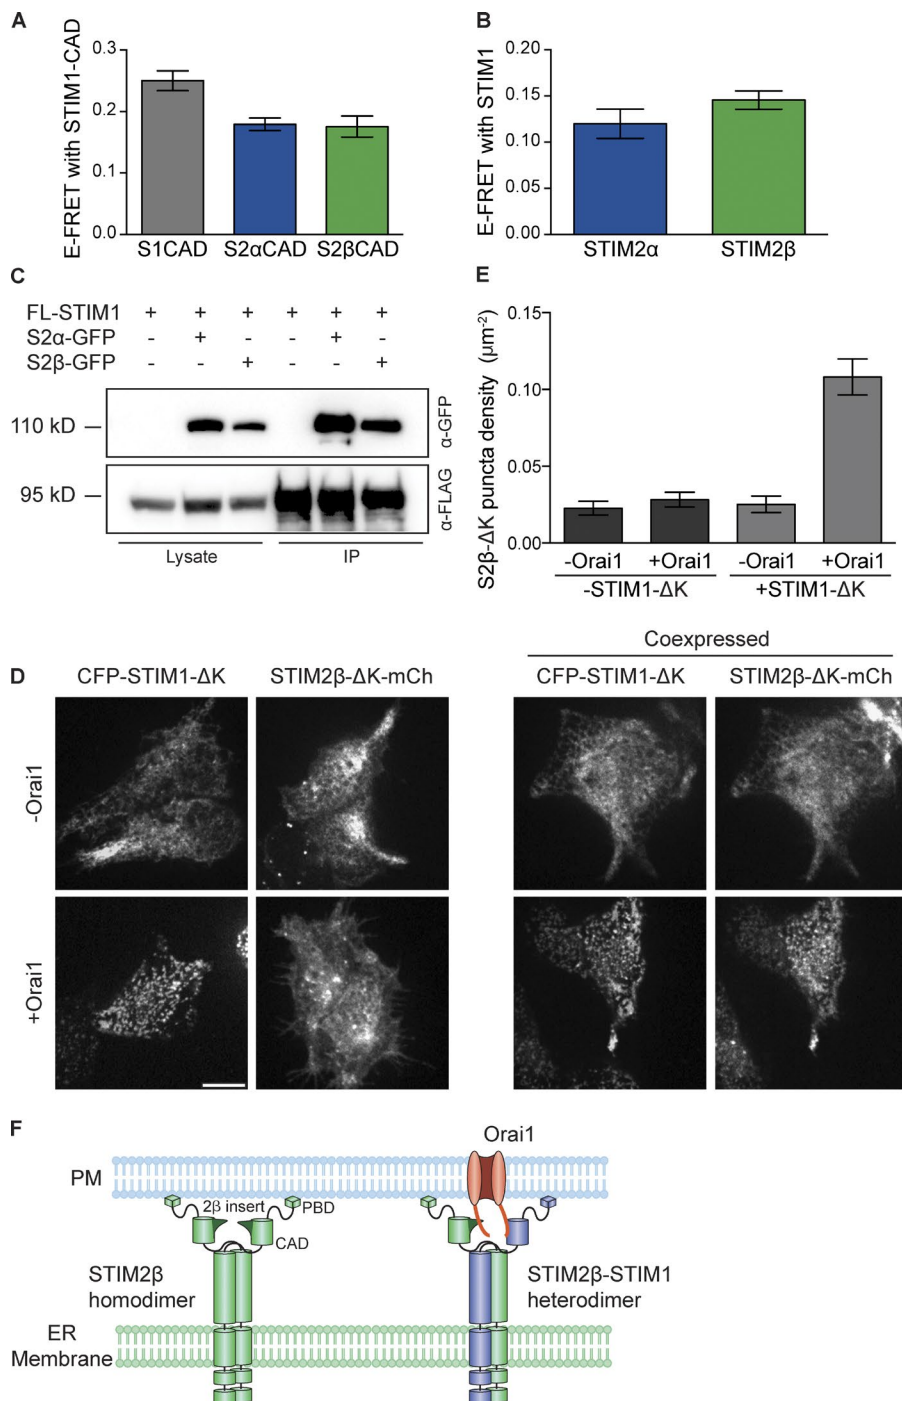 A
E-FRET with STIM1-CAD
0.3
0.2
0.1
0.0
S1CAD S2αCAD S2βCAD
B
E-FRET with STIM1
0.20
0.15
0.10
0.05
0.00
STIM2α STIM2β
C
FL-STIM1 + + + + + +
S2α-GFP - + - - + -
S2β-GFP - - + - - +
110 kD
α-GFP
95 kD
α-FLAG
Lysate IP
E
S2β-ΔK puncta density (μm⁻²)
0.15
0.10
0.05
0.00
-Orai1 +Orai1 -Orai1 +Orai1
-STIM1-ΔK +STIM1-ΔK
D
Coexpressed
CFP-STIM1-ΔK STIM2β-ΔK-mCh CFP-STIM1-ΔK STIM2β-ΔK-mCh
-Orai1
+Orai1
F
Orai1
PM
2β insert PBD
CAD
STIM2β
homodimer
STIM2β-STIM1
heterodimer
ER
Membrane